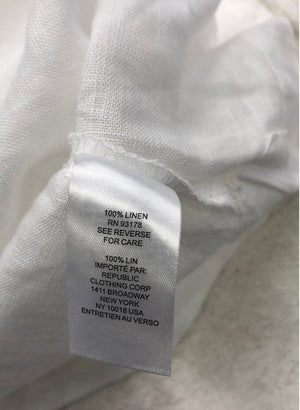 100% LINEN
RN 93178
SEE REVERSE
FOR CARE
100% LIN
IMPORTÉ PAR:
REPUBLIC
CLOTHING CORP
1411 BROADWAY
NEW YORK
NY 10018 USA
ENTRETIEN AU VERSO